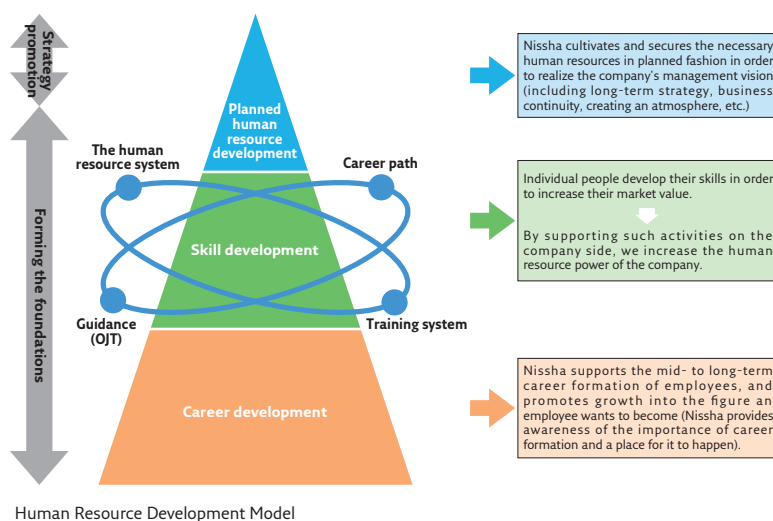 Strategy
promotion
Forming the foundations
Planned
human
resource
development
The human
resource system
Career path
Skill development
Guidance
(OJT)
Training system
Career development
Nissha cultivates and secures the necessary
human resources in planned fashion in order
to realize the company's management vision
(including long-term strategy, business
continuity, creating an atmosphere, etc.)
Individual people develop their skills in order
to increase their market value.
By supporting such activities on the
company side, we increase the human
resource power of the company.
Nissha supports the mid- to long-term
career formation of employees, and
promotes growth into the figure an
employee wants to become (Nissha provides
awareness of the importance of career
formation and a place for it to happen).
Human Resource Development Model